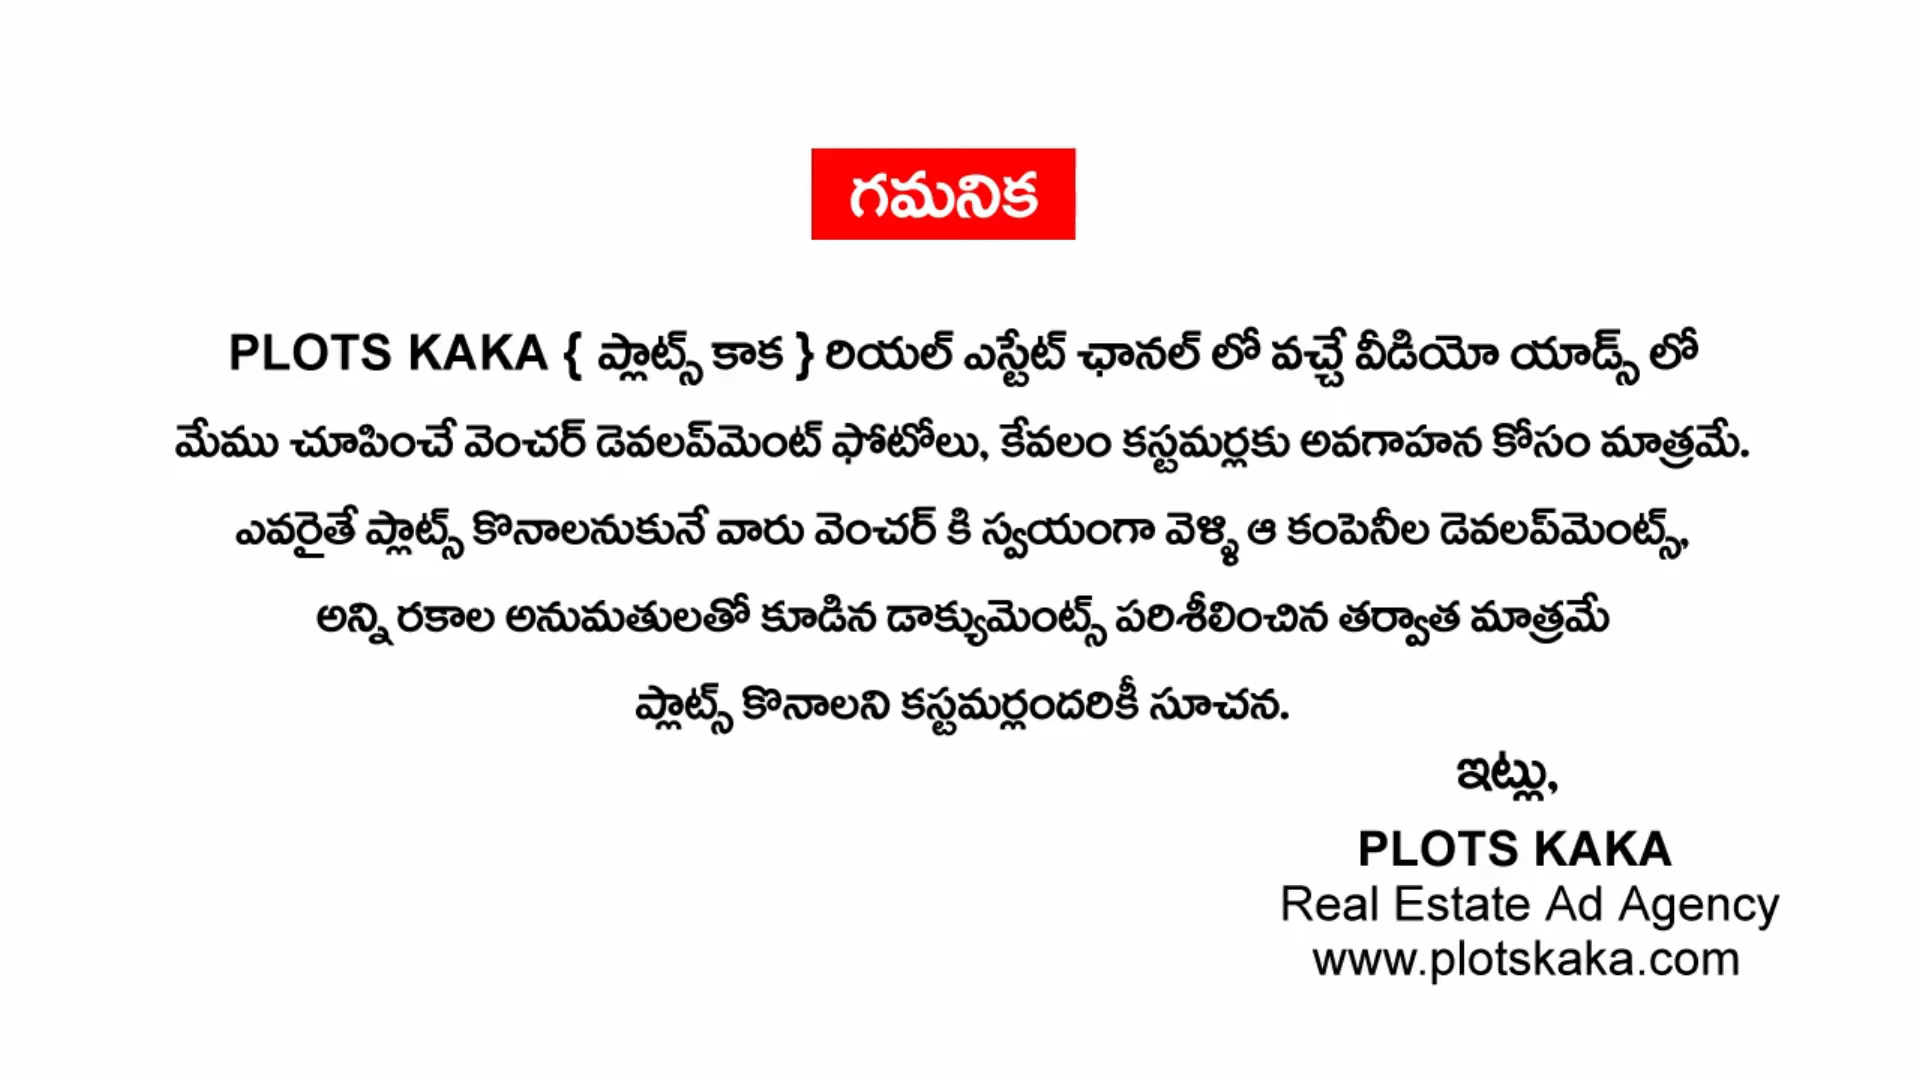 గమనిక
PLOTS KAKA { ప్లాట్స్ కాక } రియల్ ఎస్టేట్ ఛానల్ లో వచ్చే వీడియో యాడ్స్ లో
మేము చూపించే వెంచర్ డెవలప్‌మెంట్ ఫోటోలు, కేవలం కస్టమర్లకు అవగాహన కోసం మాత్రమే.
ఎవరైతే ప్లాట్స్ కొనాలనుకునే వారు వెంచర్ కి స్వయంగా వెళ్ళి ఆ కంపెనీల డెవలప్‌మెంట్స్,
అన్ని రకాల అనుమతులతో కూడిన డాక్యుమెంట్స్ పరిశీలించిన తర్వాత మాత్రమే
ప్లాట్స్ కొనాలని కస్టమర్లందరికీ సూచన.
ఇట్లు,
PLOTS KAKA
Real Estate Ad Agency
www.plotskaka.com